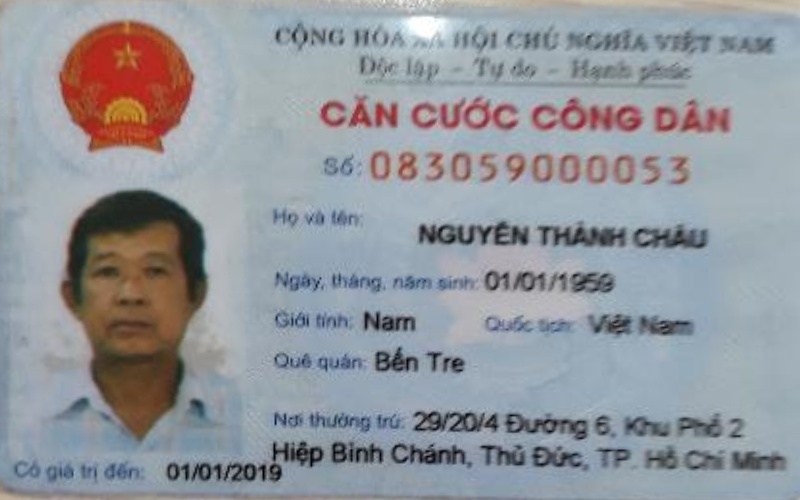 CỘNG HÒA XÃ HỘI CHỦ NGHĨA VIỆT NAM
Độc lập - Tự do - Hạnh phúc
CĂN CƯỚC CÔNG DÂN
Số: 083059000053
Họ và tên: NGUYỄN THÀNH CHÂU
Ngày, tháng, năm sinh: 01/01/1959
Giới tính: Nam Quốc tịch: Việt Nam
Quê quán: Bến Tre
Nơi thường trú: 29/20/4 Đường 6, Khu Phố 2
Hiệp Bình Chánh, Thủ Đức, TP. Hồ Chí Minh
Có giá trị đến: 01/01/2019